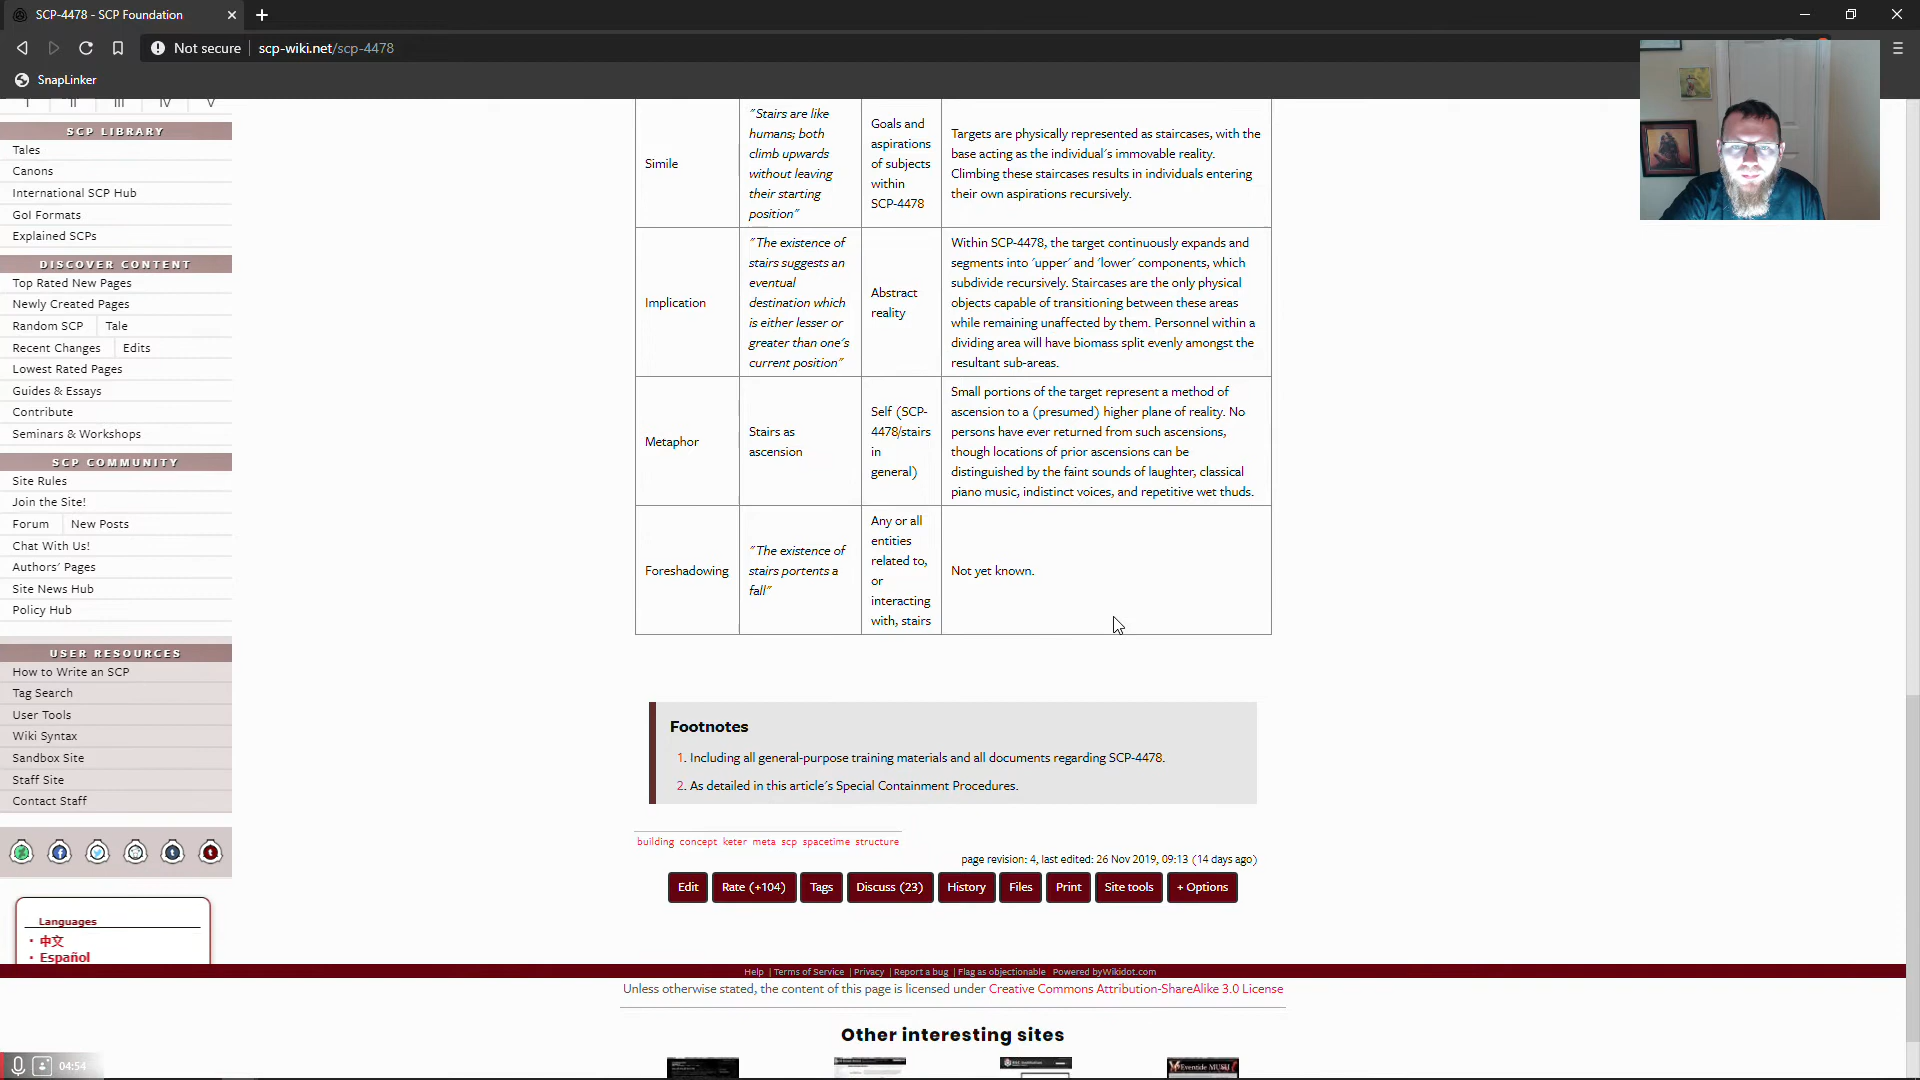 SCP-4478 - SCP Foundation
Not secure
scp-wiki.net/scp-4478
SnapLinker
I II III IV V
SCP LIBRARY
Tales
Canons
International SCP Hub
GoI Formats
Explained SCPs
DISCOVER CONTENT
Top Rated New Pages
Newly Created Pages
Random SCP Tale
Recent Changes Edits
Lowest Rated Pages
Guides & Essays
Contribute
Seminars & Workshops
SCP COMMUNITY
Site Rules
Join the Site!
Forum New Posts
Chat With Us!
Authors' Pages
Site News Hub
Policy Hub
USER RESOURCES
How to Write an SCP
Tag Search
User Tools
Wiki Syntax
Sandbox Site
Staff Site
Contact Staff
Languages
中文
Español
Simile
"Stairs are like
humans; both
climb upwards
without leaving
their starting
position"
Goals and
aspirations
of subjects
within
SCP-4478
Targets are physically represented as staircases, with the
base acting as the individual's immovable reality.
Climbing these staircases results in individuals entering
their own aspirations recursively.
Implication
"The existence of
stairs suggests an
eventual
destination which
is either lesser or
greater than one's
current position"
Abstract
reality
Within SCP-4478, the target continuously expands and
segments into 'upper' and 'lower' components, which
subdivide recursively. Staircases are the only physical
objects capable of transitioning between these areas
while remaining unaffected by them. Personnel within a
dividing area will have biomass split evenly amongst the
resultant sub-areas.
Metaphor
Stairs as
ascension
Self (SCP-
4478/stairs
in
general)
Small portions of the target represent a method of
ascension to a (presumed) higher plane of reality. No
persons have ever returned from such ascensions,
though locations of prior ascensions can be
distinguished by the faint sounds of laughter, classical
piano music, indistinct voices, and repetitive wet thuds.
Foreshadowing
"The existence of
stairs portents a
fall"
Any or all
entities
related to,
or
interacting
with, stairs
Not yet known.
Footnotes
1. Including all general-purpose training materials and all documents regarding SCP-4478.
2. As detailed in this article's Special Containment Procedures.
building concept keter meta scp spacetime structure
page revision: 4, last edited: 26 Nov 2019, 09:13 (14 days ago)
Edit Rate (+104) Tags Discuss (23) History Files Print Site tools + Options
Help | Terms of Service | Privacy | Report a bug | Flag as objectionable Powered by Wikidot.com
Unless otherwise stated, the content of this page is licensed under Creative Commons Attribution-ShareAlike 3.0 License
Other interesting sites
Eventide MUSH
04:54